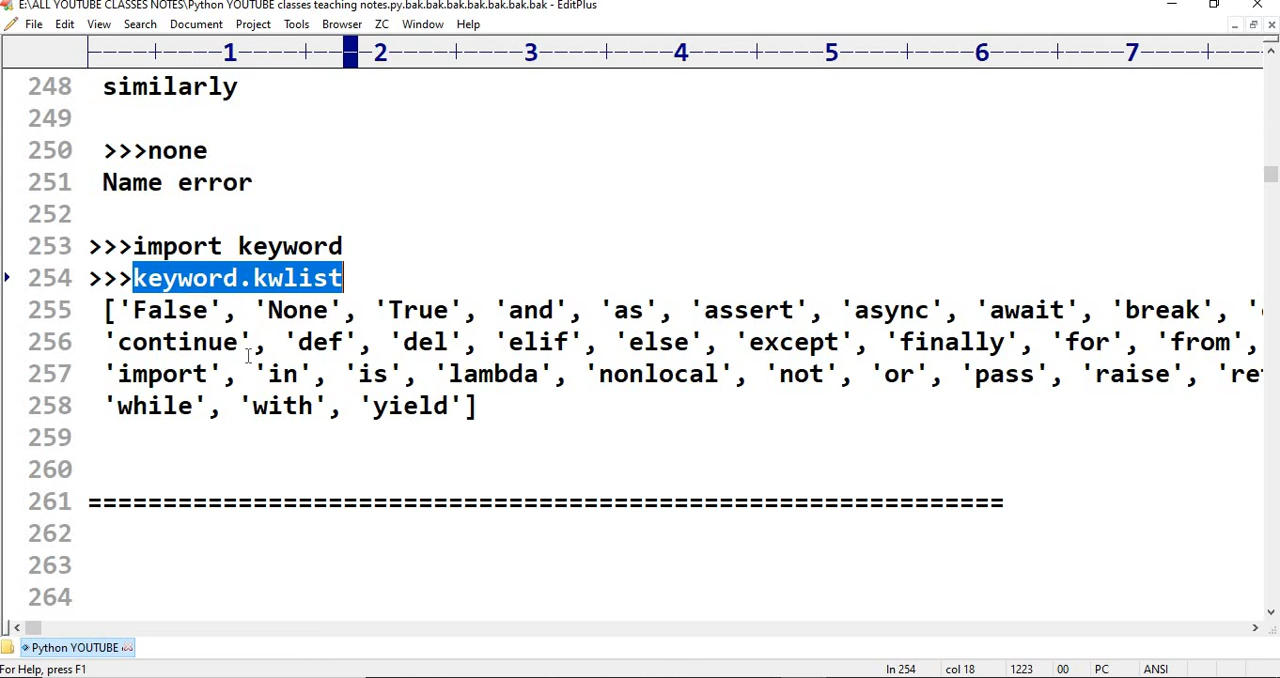 E:\ALL YOUTUBE CLASSES NOTES\Python YOUTUBE classes teaching notes.py.bak.bak.bak.bak.bak.bak.bak - EditPlus
File Edit View Search Document Project Tools Browser ZC Window Help
1 2 3 4 5 6 7
248 similarly
249
250 >>>none
251 Name error
252
253 >>>import keyword
254 >>>keyword.kwlist
255 ['False', 'None', 'True', 'and', 'as', 'assert', 'async', 'await', 'break',
256 'continue', 'def', 'del', 'elif', 'else', 'except', 'finally', 'for', 'from',
257 'import', 'in', 'is', 'lambda', 'nonlocal', 'not', 'or', 'pass', 'raise',
258 'while', 'with', 'yield']
259
260
261 =============================================================
262
263
264
Python YOUTUBE
For Help, press F1 ln 254 col 18 1223 00 PC ANSI